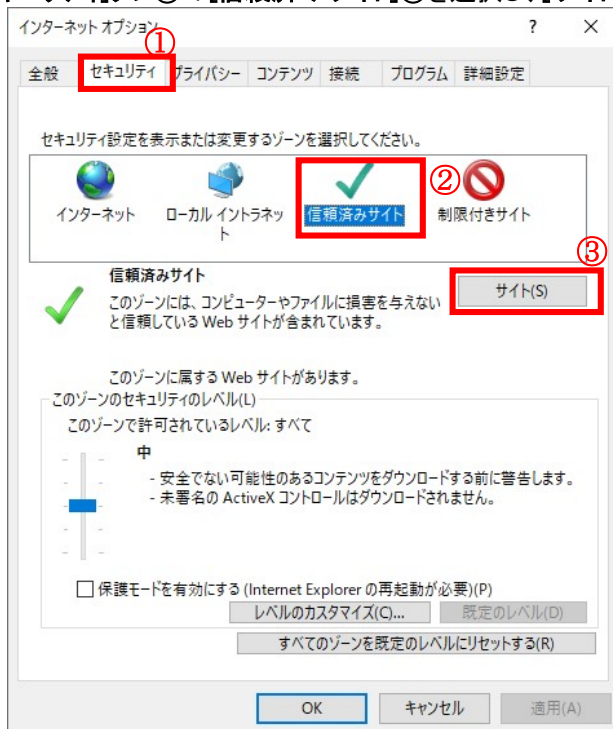 インターネット オプション
?
×
①
全般 セキュリティ プライバシー コンテンツ 接続 プログラム 詳細設定
セキュリティ設定を表示または変更するゾーンを選択してください。
②
インターネット
ローカル イントラネッ
ト
信頼済みサイト
制限付きサイト
③
信頼済みサイト
サイト(S)
このゾーンには、コンピューターやファイルに損害を与えない
と信頼している Web サイトが含まれています。
このゾーンに属する Web サイトがあります。
このゾーンのセキュリティのレベル(L)
このゾーンで許可されているレベル: すべて
中
- 安全でない可能性のあるコンテンツをダウンロードする前に警告します。
- 未署名の ActiveX コントロールはダウンロードされません。
保護モードを有効にする (Internet Explorer の再起動が必要)(P)
レベルのカスタマイズ(C)... 既定のレベル(D)
すべてのゾーンを既定のレベルにリセットする(R)
OK キャンセル 適用(A)